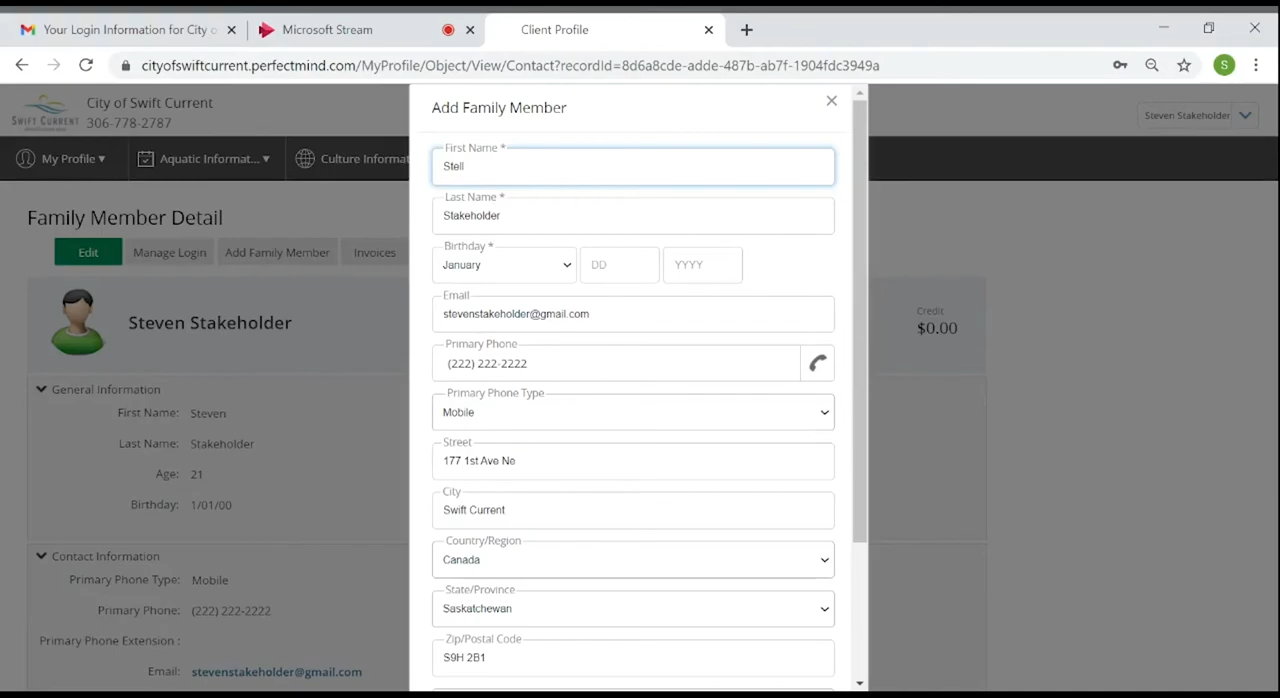 Your Login Information for City o
Microsoft Stream
Client Profile
cityofswiftcurrent.perfectmind.com/MyProfile/Object/View/Contact?recordId=8d6a8cde-adde-487b-ab7f-1904fdc3949a
S
SWIFT CURRENT
City of Swift Current
306-778-2787
Steven Stakeholder
My Profile
Aquatic Informat...
Culture Informat
Family Member Detail
Edit
Manage Login
Add Family Member
Invoices
Steven Stakeholder
Credit
$0.00
General Information
First Name: Steven
Last Name: Stakeholder
Age: 21
Birthday: 1/01/00
Contact Information
Primary Phone Type: Mobile
Primary Phone: (222) 222-2222
Primary Phone Extension :
Email: stevenstakeholder@gmail.com
Add Family Member
First Name *
Stell
Last Name *
Stakeholder
Birthday *
January DD YYYY
Email
stevenstakeholder@gmail.com
Primary Phone
(222) 222-2222
Primary Phone Type
Mobile
Street
177 1st Ave Ne
City
Swift Current
Country/Region
Canada
State/Province
Saskatchewan
Zip/Postal Code
S9H 2B1